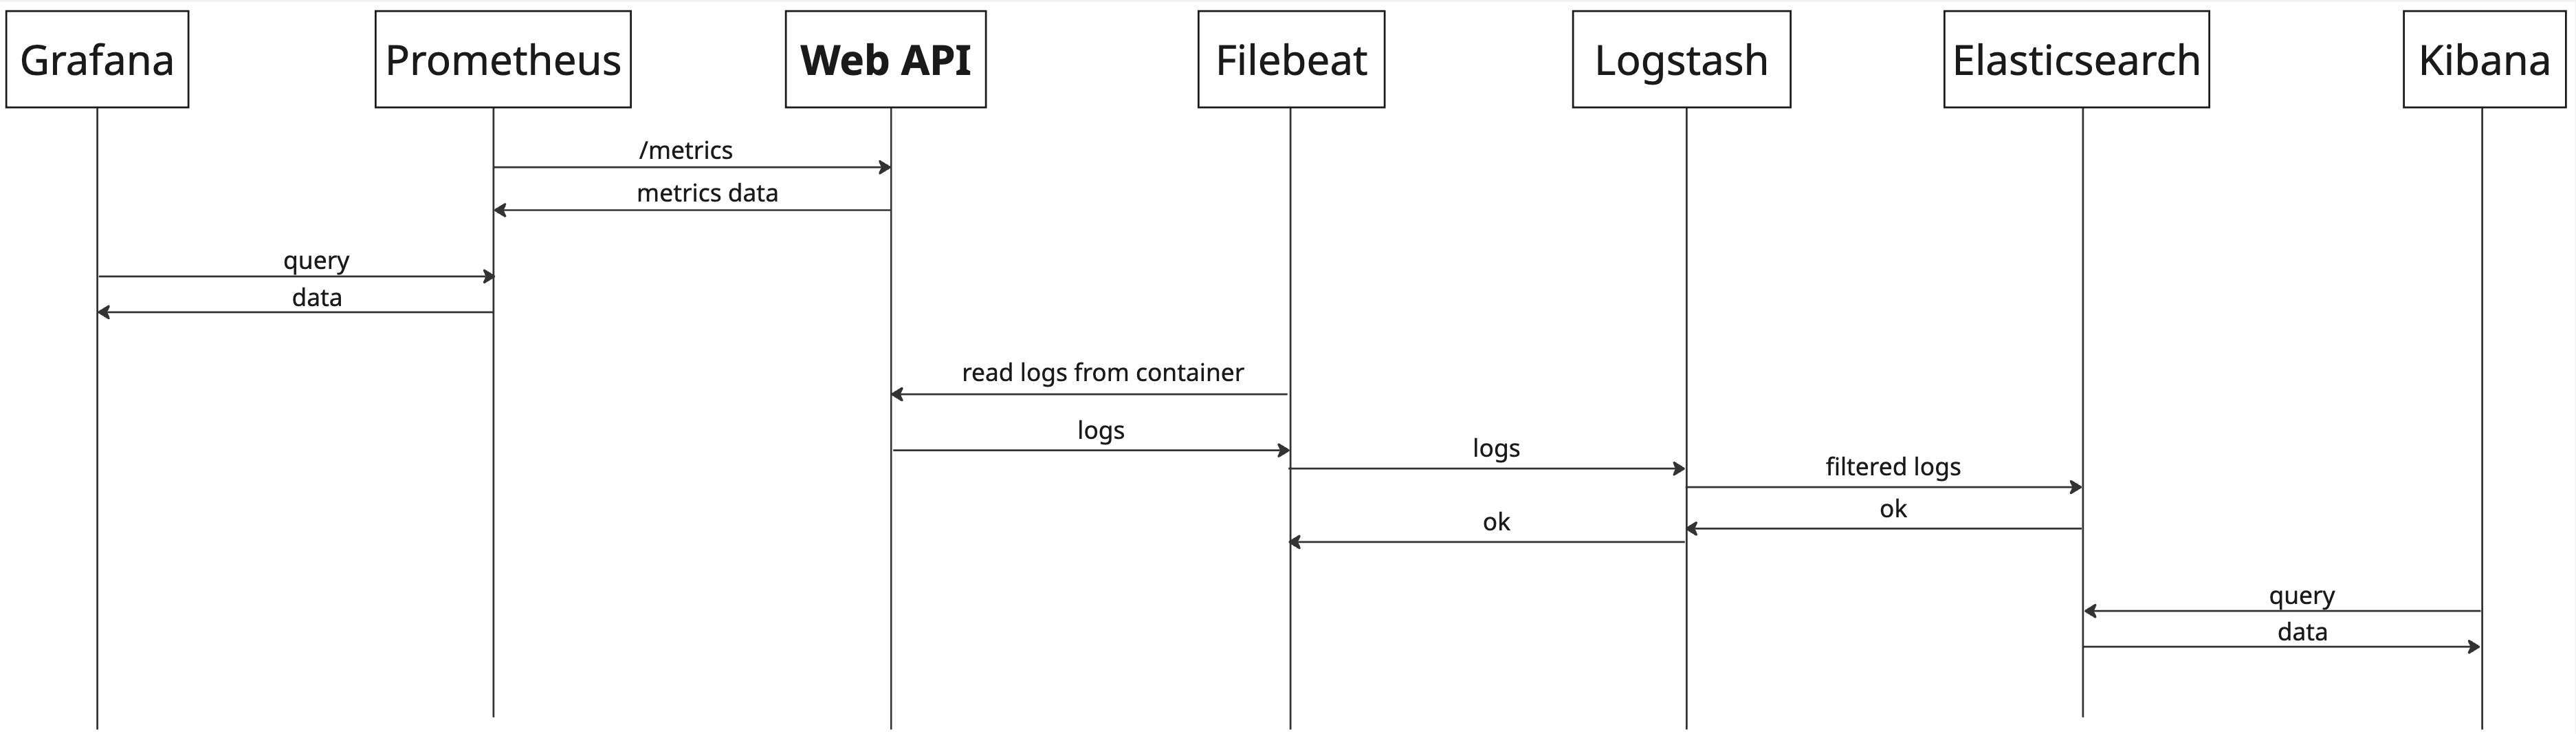 Grafana
Prometheus
Web API
Filebeat
Logstash
Elasticsearch
Kibana
/metrics
metrics data
query
data
read logs from container
logs
logs
filtered logs
ok
ok
query
data